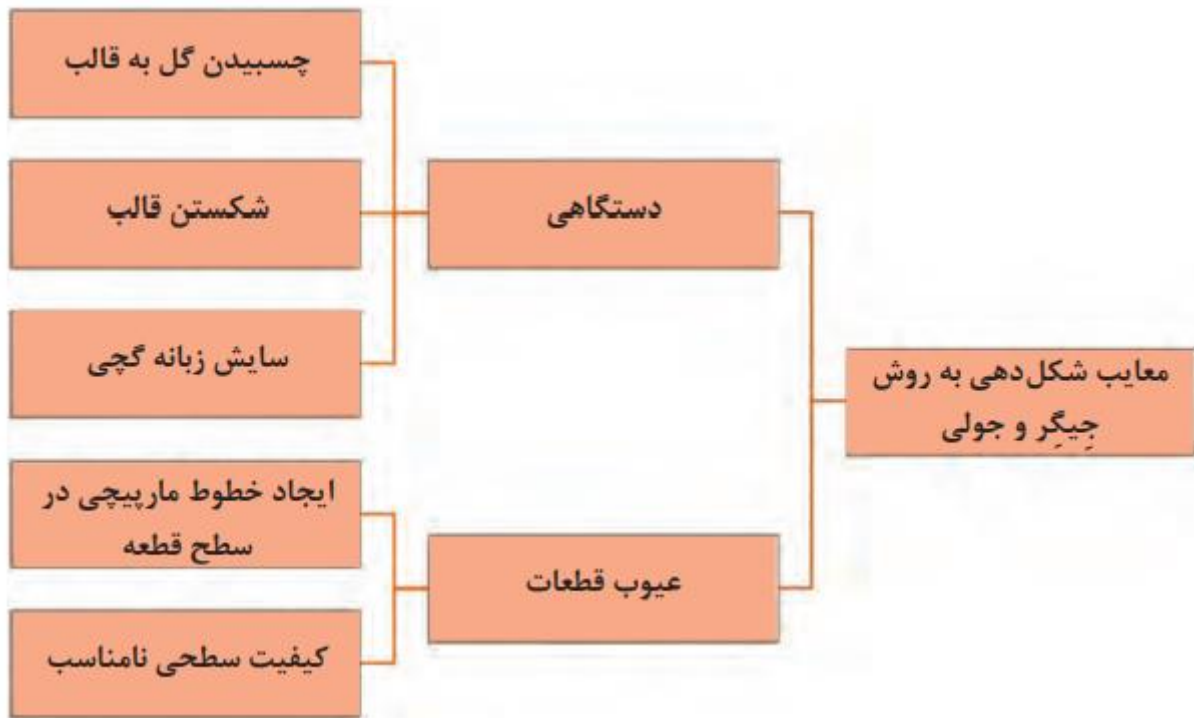 معایب شکل‌دهی به روش
جِیگِر و جولی
دستگاهی
چسبیدن گل به قالب
شکستن قالب
سایش زبانه گچی
عیوب قطعات
ایجاد خطوط مارپیچی در
سطح قطعه
کیفیت سطحی نامناسب